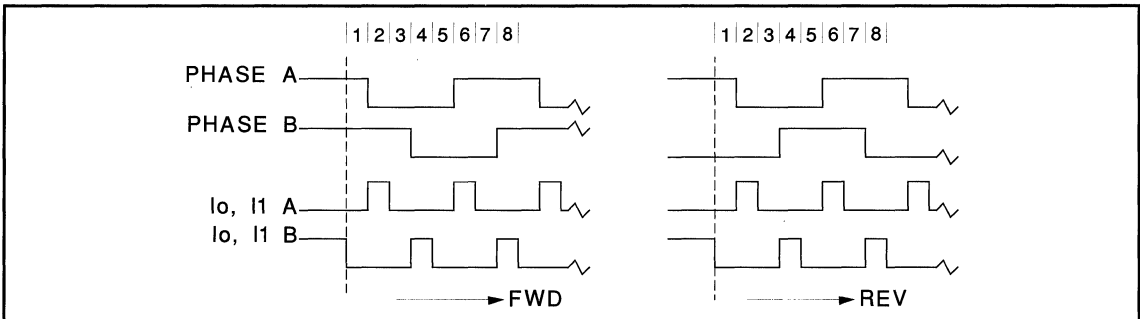 1 2 3 4 5 6 7 8 1 2 3 4 5 6 7 8
PHASE A
PHASE B
Io, I1 A
Io, I1 B
FWD REV